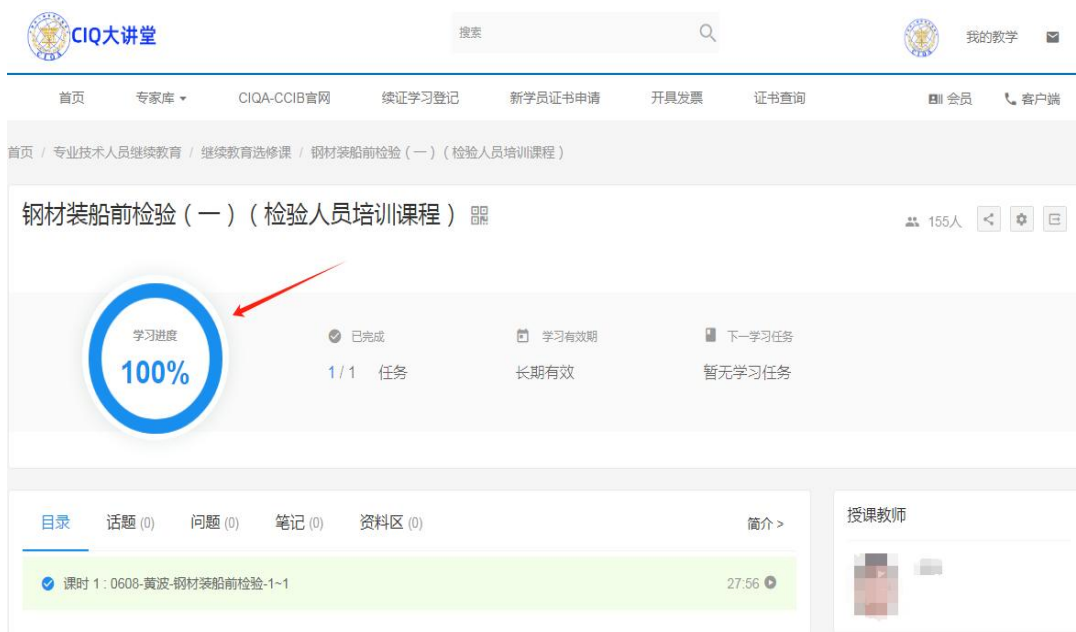 CIQ大讲堂
搜索
我的教学
首页 专家库 CIQA-CCIB官网 续证学习登记 新学员证书申请 开具发票 证书查询 会员 客户端
首页 / 专业技术人员继续教育 / 继续教育选修课 / 钢材装船前检验（一）（检验人员培训课程）
钢材装船前检验（一）（检验人员培训课程）
155人
学习进度
100%
已完成
1 / 1 任务
学习有效期
长期有效
下一学习任务
暂无学习任务
目录 话题 (0) 问题 (0) 笔记 (0) 资料区 (0) 简介 >
课时 1：0608-黄波-钢材装船前检验-1~1 27:56
授课教师